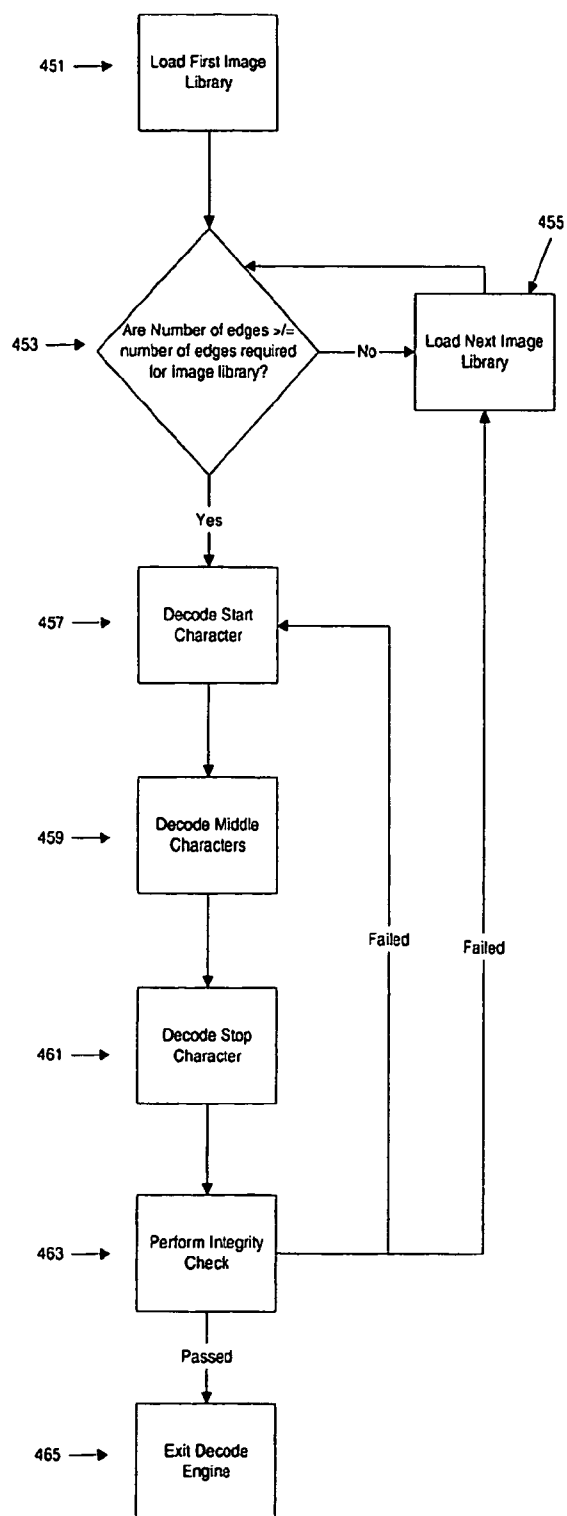 451
Load First Image
Library
455
453
Are Number of edges >/=
number of edges required
for image library?
No
Load Next Image
Library
Yes
457
Decode Start
Character
459
Decode Middle
Characters
Failed
Failed
461
Decode Stop
Character
463
Perform Integrity
Check
Passed
465
Exit Decode
Engine